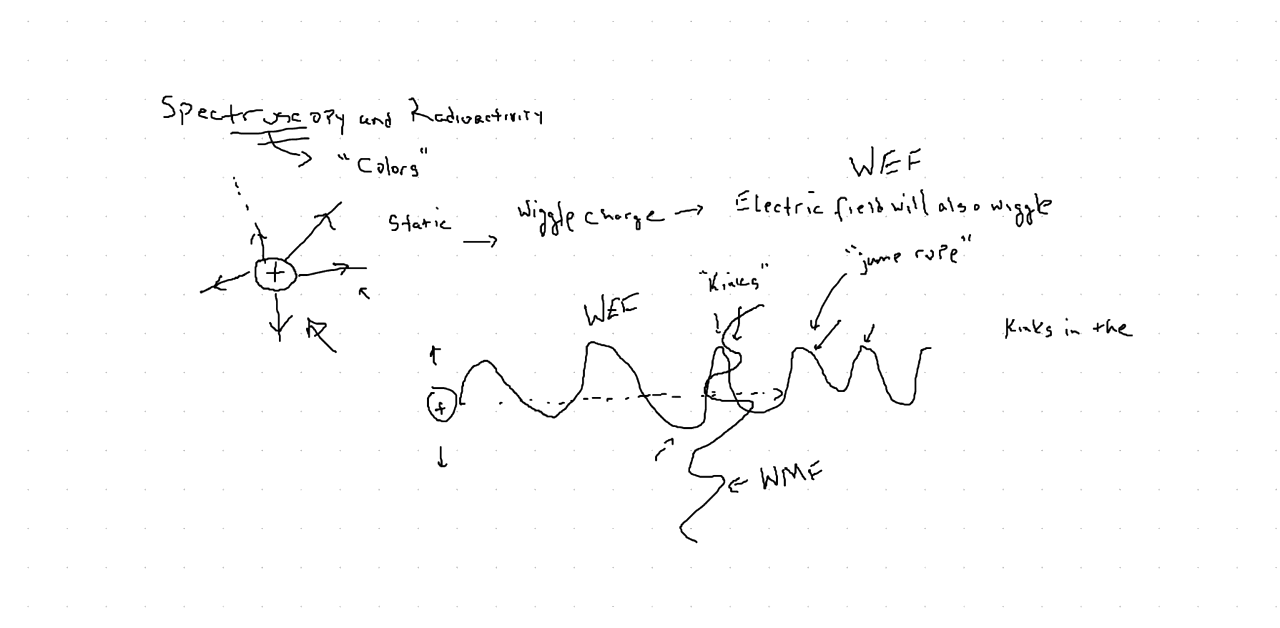 Spectroscopy and Radioactivity
"Colors"
WEF
Static → Wiggle charge → Electric field will also wiggle
+
"jump rope"
"Kinks"
WEF
Kinks in the
+
WMF